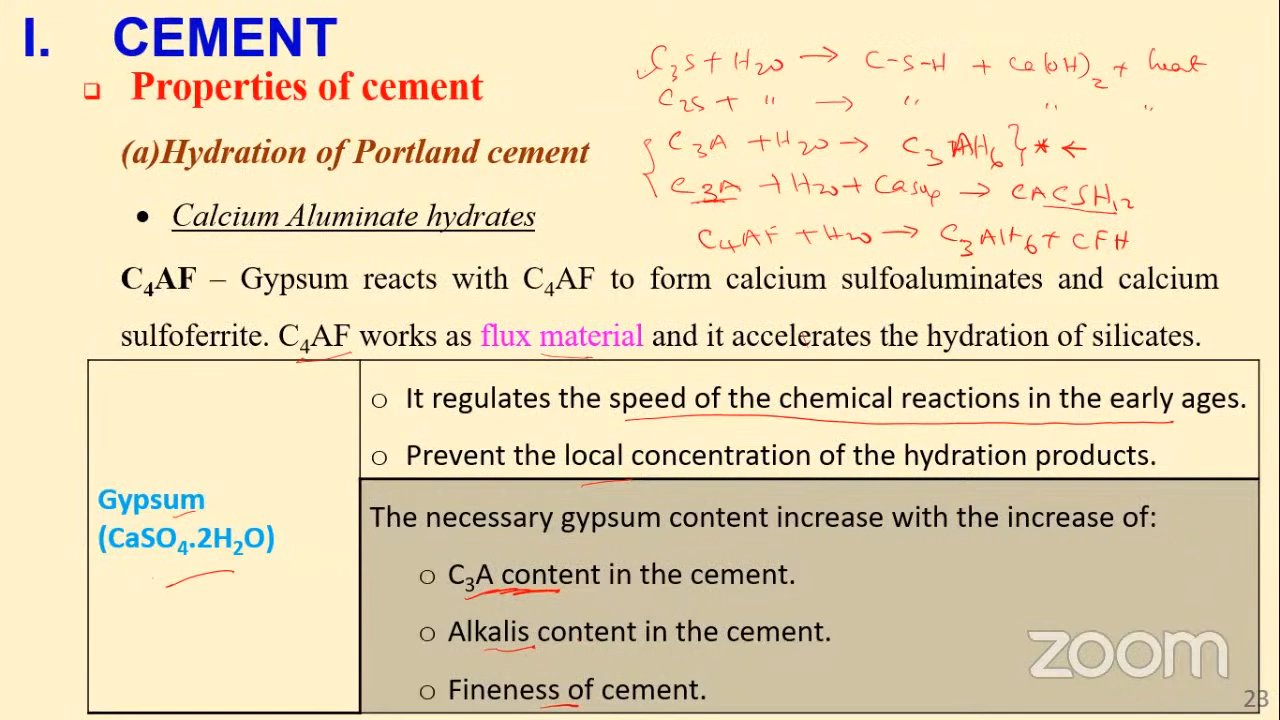 I. CEMENT
❑ Properties of cement
C₃S + H₂O → C-S-H + Ca(OH)₂ + heat
C₂S + " → " " "
(a)Hydration of Portland cement
C₃A + H₂O → C₃AH₆ } * ←
C₃A + H₂O + CaSO₄ → CACSH₁₂
• Calcium Aluminate hydrates
C₄AF + H₂O → C₃AH₆ + CFH
C₄AF – Gypsum reacts with C₄AF to form calcium sulfoaluminates and calcium
sulfoferrite. C₄AF works as flux material and it accelerates the hydration of silicates.
Gypsum
(CaSO₄.2H₂O)
o It regulates the speed of the chemical reactions in the early ages.
o Prevent the local concentration of the hydration products.
The necessary gypsum content increase with the increase of:
o C₃A content in the cement.
o Alkalis content in the cement.
o Fineness of cement.
zoom
23